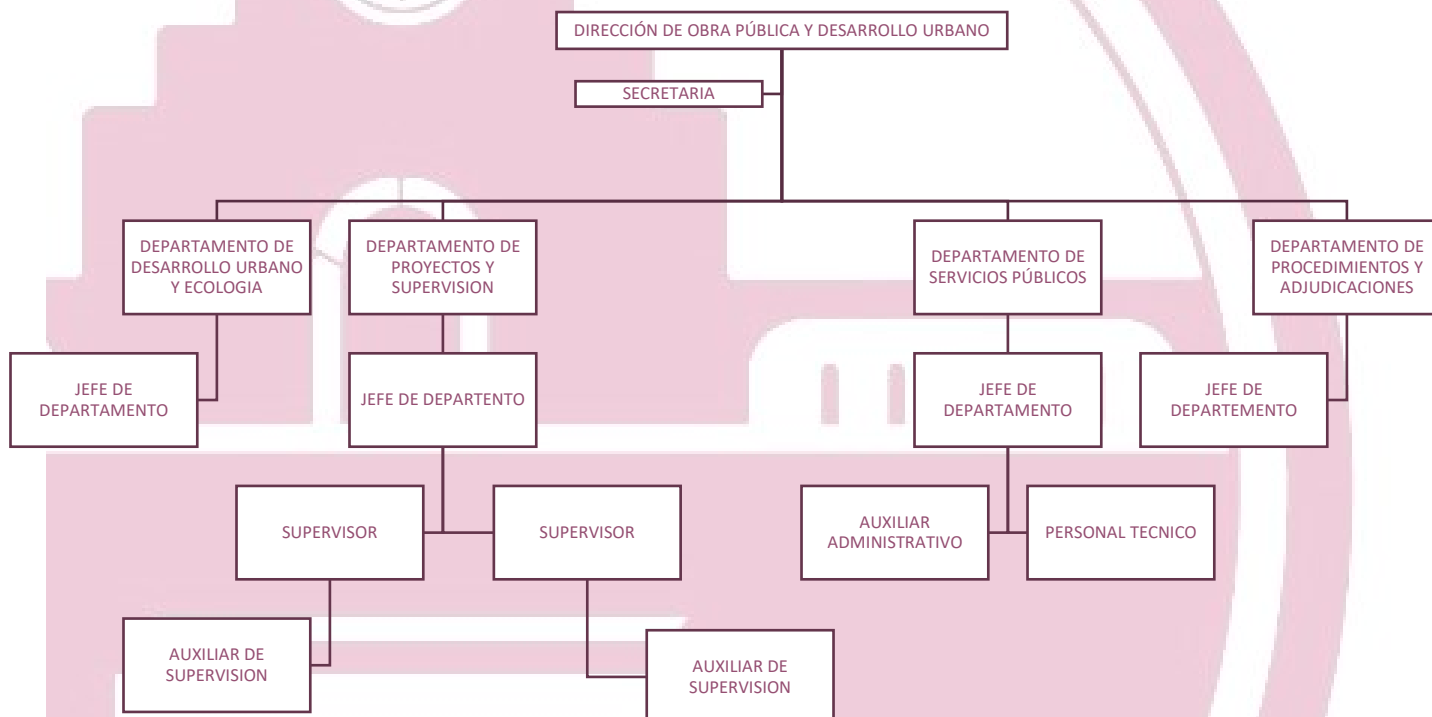 DIRECCIÓN DE OBRA PÚBLICA Y DESARROLLO URBANO
SECRETARIA
DEPARTAMENTO DE
DESARROLLO URBANO
Y ECOLOGIA
DEPARTAMENTO DE
PROYECTOS Y
SUPERVISION
DEPARTAMENTO DE
SERVICIOS PÚBLICOS
DEPARTAMENTO DE
PROCEDIMIENTOS Y
ADJUDICACIONES
JEFE DE
DEPARTAMENTO
JEFE DE DEPARTENTO
JEFE DE
DEPARTAMENTO
JEFE DE
DEPARTEMENTO
SUPERVISOR
SUPERVISOR
AUXILIAR
ADMINISTRATIVO
PERSONAL TECNICO
AUXILIAR DE
SUPERVISION
AUXILIAR DE
SUPERVISION